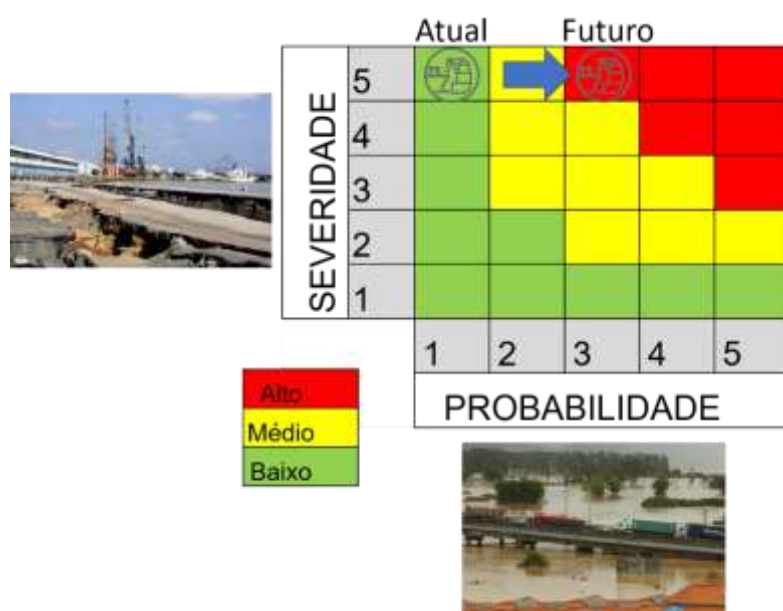 Atual Futuro
SEVERIDADE
5
4
3
2
1
1 2 3 4 5
PROBABILIDADE
Alto
Médio
Baixo